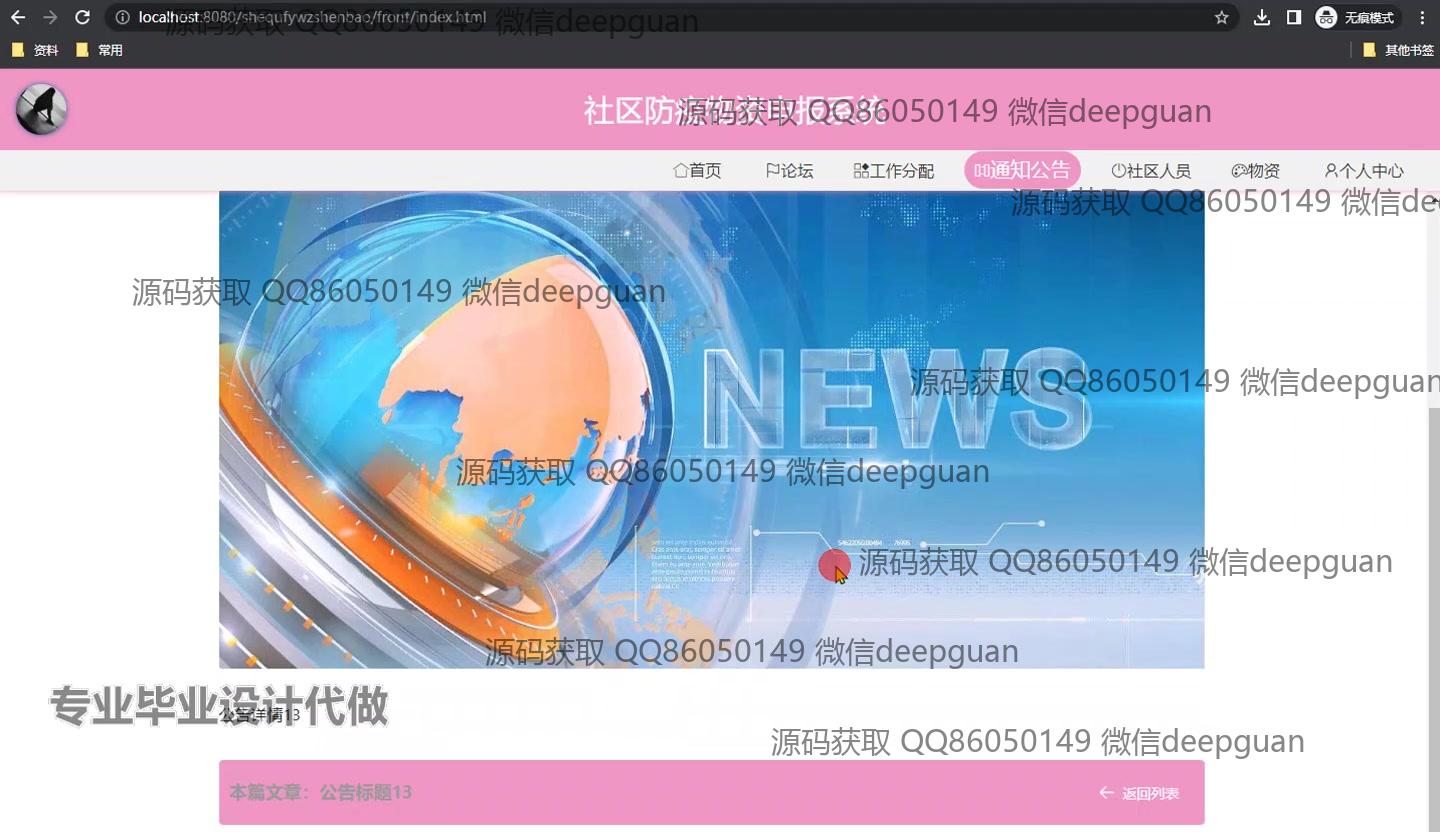 localhost:8080/shequfywzshenbao/front/index.html
无痕模式
资料 常用 其他书签
源码获取 QQ86050149 微信deepguan
社区防疫物资申报系统
源码获取 QQ86050149 微信deepguan
首页 论坛 工作分配 通知公告 社区人员 物资 个人中心
源码获取 QQ86050149 微信de
源码获取 QQ86050149 微信deepguan
NEWS
源码获取 QQ86050149 微信deepguan
源码获取 QQ86050149 微信deepguan
源码获取 QQ86050149 微信deepguan
源码获取 QQ86050149 微信deepguan
专业毕业设计代做
公告详情13
源码获取 QQ86050149 微信deepguan
本篇文章：公告标题13
返回列表